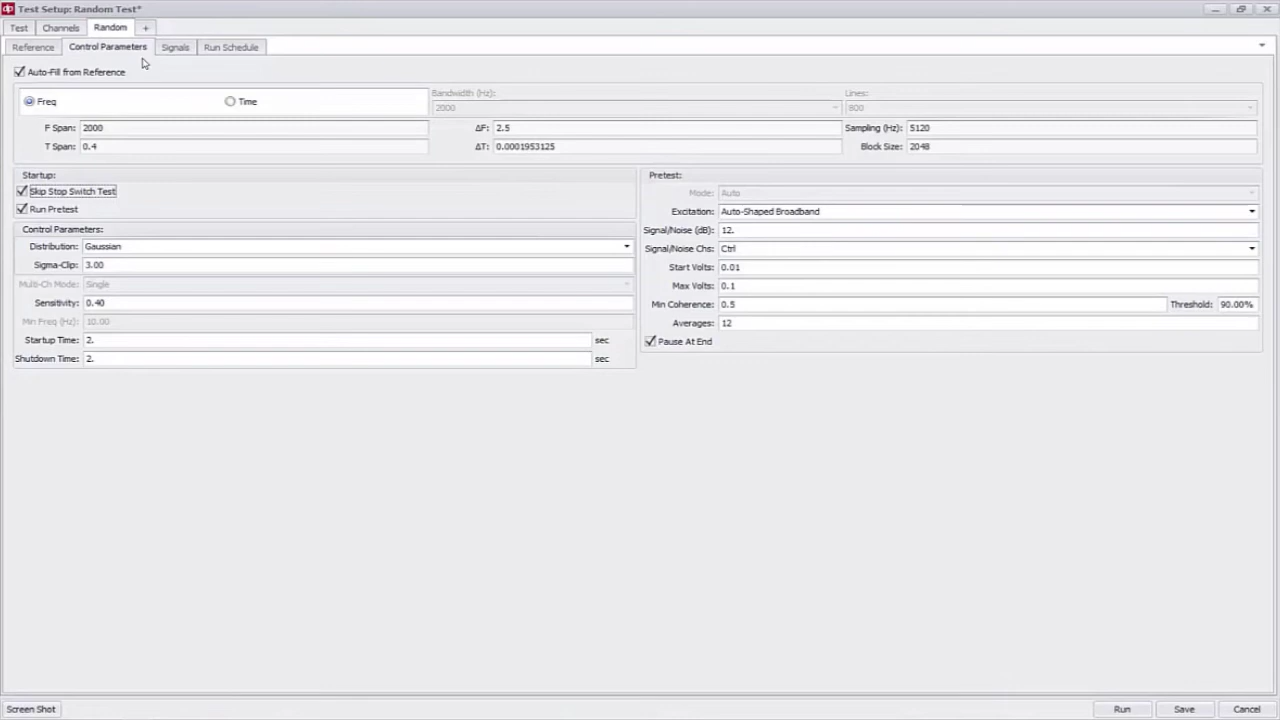 dp Test Setup: Random Test*
Test Channels Random +
Reference Control Parameters Signals Run Schedule
Auto-Fill from Reference
Freq Time Bandwidth (Hz): Lines:
2000 800
F Span: 2000 ΔF: 2.5 Sampling (Hz): 5120
T Span: 0.4 ΔT: 0.0001953125 Block Size: 2048
Startup:
Skip Stop Switch Test
Run Pretest
Control Parameters:
Distribution: Gaussian
Sigma-Clip: 3.00
Multi-Ch Mode: Single
Sensitivity: 0.40
Min Freq (Hz): 10.00
Startup Time: 2. sec
Shutdown Time: 2. sec
Pretest:
Mode: Auto
Excitation: Auto-Shaped Broadband
Signal/Noise (dB): 12.
Signal/Noise Chs: Ctrl
Start Volts: 0.01
Max Volts: 0.1
Min Coherence: 0.5 Threshold: 90.00%
Averages: 12
Pause At End
Screen Shot Run Save Cancel